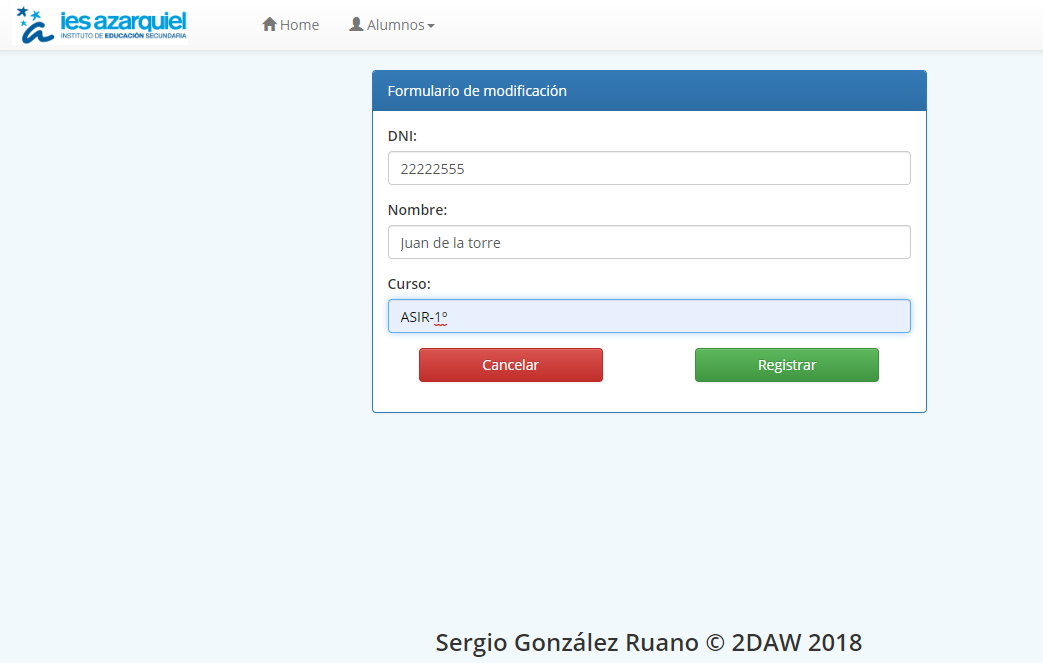 ies azarquiel
INSTITUTO DE EDUCACIÓN SECUNDARIA
Home
Alumnos
Formulario de modificación
DNI:
22222555
Nombre:
Juan de la torre
Curso:
ASIR-1º
Cancelar
Registrar
Sergio González Ruano © 2DAW 2018